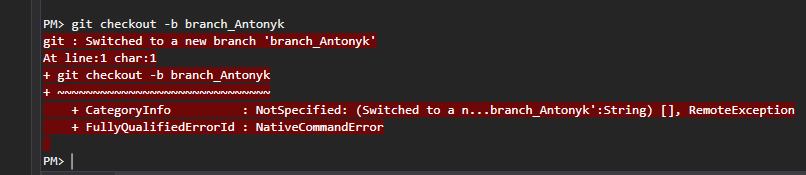 PM> git checkout -b branch_Antonyk
git : Switched to a new branch 'branch_Antonyk'
At line:1 char:1
+ git checkout -b branch_Antonyk
+ ~~~~~~~~~~~~~~~~~~~~~~~~~~~~~~
    + CategoryInfo          : NotSpecified: (Switched to a n...branch_Antonyk':String) [], RemoteException
    + FullyQualifiedErrorId : NativeCommandError
PM>